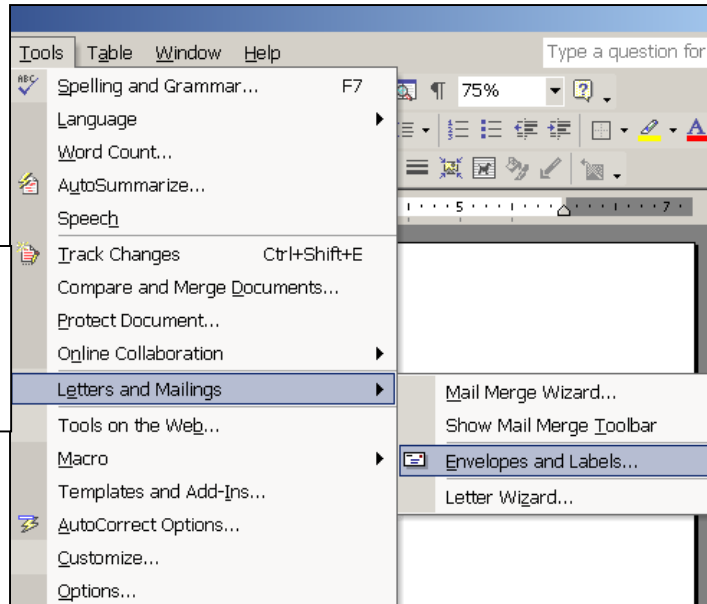 Tools Table Window Help Type a question for
Spelling and Grammar... F7
75%
Language
Word Count...
AutoSummarize...
Speech
5 7
Track Changes Ctrl+Shift+E
Compare and Merge Documents...
Protect Document...
Online Collaboration
Letters and Mailings
Mail Merge Wizard...
Show Mail Merge Toolbar
Tools on the Web...
Macro
Envelopes and Labels...
Templates and Add-Ins...
Letter Wizard...
AutoCorrect Options...
Customize...
Options...